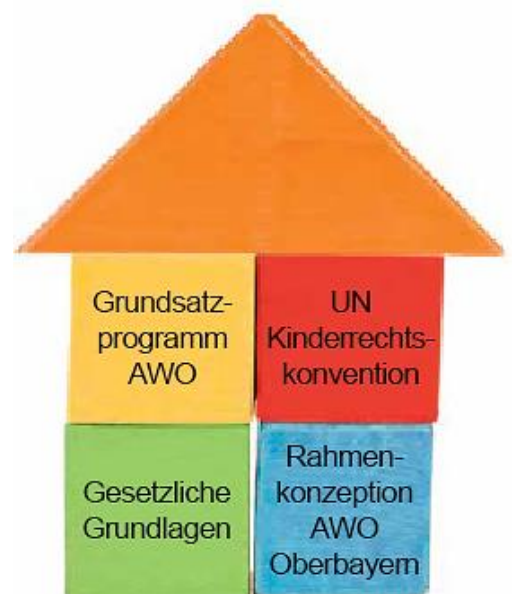 Grundsatz-
programm
AWO
UN
Kinderrechts-
konvention
Gesetzliche
Grundlagen
Rahmen-
konzeption
AWO
Oberbayern